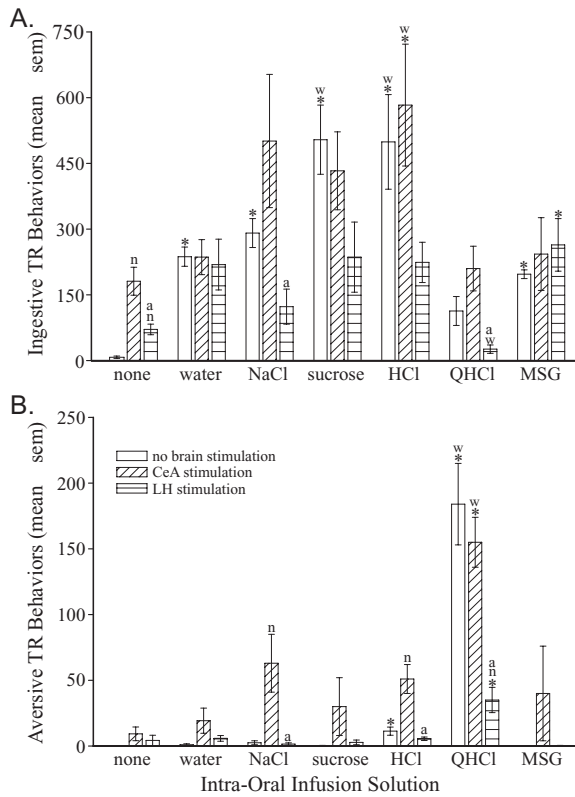 A.
Ingestive TR Behaviors (mean sem)
750
600
450
300
150
0
n
a
n
*
*
a
w
*
w
*
w
*
a
w
*
*
none water NaCl sucrose HCl QHCl MSG
B.
Aversive TR Behaviors (mean sem)
250
200
150
100
50
0
no brain stimulation
CeA stimulation
LH stimulation
n
a
*
n
a
w
*
w
*
a
n
*
none water NaCl sucrose HCl QHCl MSG
Intra-Oral Infusion Solution